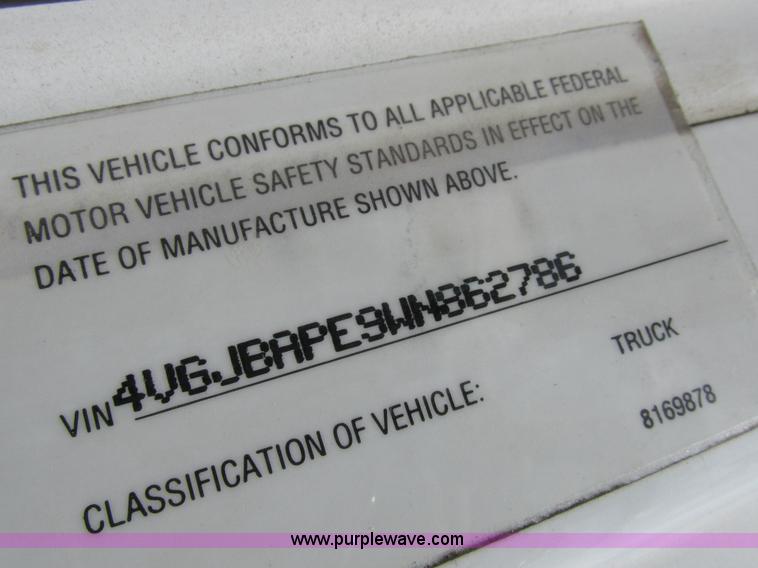 THIS VEHICLE CONFORMS TO ALL APPLICABLE FEDERAL
MOTOR VEHICLE SAFETY STANDARDS IN EFFECT ON THE
DATE OF MANUFACTURE SHOWN ABOVE.
VIN 4VGJBAPE9WN862786
CLASSIFICATION OF VEHICLE: TRUCK
8169878
www.purplewave.com